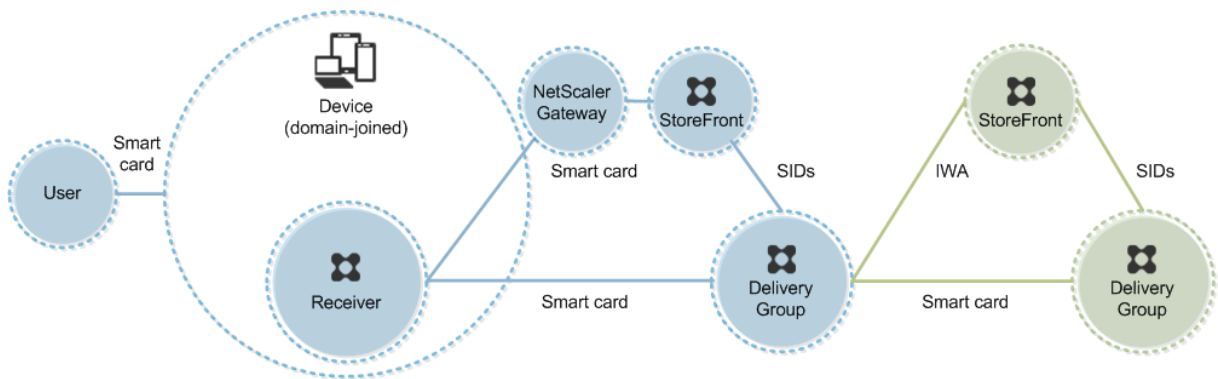 Device
(domain-joined)
NetScaler
Gateway
StoreFront
StoreFront
Smart
card
User
Smart card
SIDs
IWA
SIDs
Receiver
Smart card
Delivery
Group
Smart card
Delivery
Group